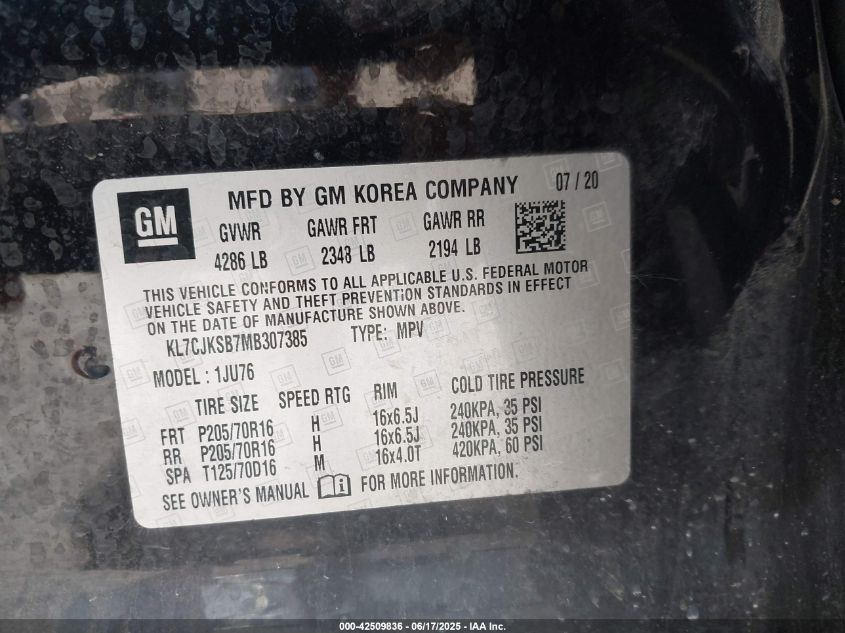 GM
MFD BY GM KOREA COMPANY 07 / 20
GVWR GAWR FRT GAWR RR
4286 LB 2348 LB 2194 LB
THIS VEHICLE CONFORMS TO ALL APPLICABLE U.S. FEDERAL MOTOR
VEHICLE SAFETY AND THEFT PREVENTION STANDARDS IN EFFECT
ON THE DATE OF MANUFACTURE SHOWN ABOVE.
KL7CJKSB7MB307385 TYPE: MPV
MODEL : 1JU76
TIRE SIZE SPEED RTG RIM COLD TIRE PRESSURE
FRT P205/70R16 H 16x6.5J 240KPA, 35 PSI
RR P205/70R16 H 16x6.5J 240KPA, 35 PSI
SPA T125/70D16 M 16x4.0T 420KPA, 60 PSI
SEE OWNER'S MANUAL i FOR MORE INFORMATION.
000-42509836 - 06/17/2025 - IAA Inc.